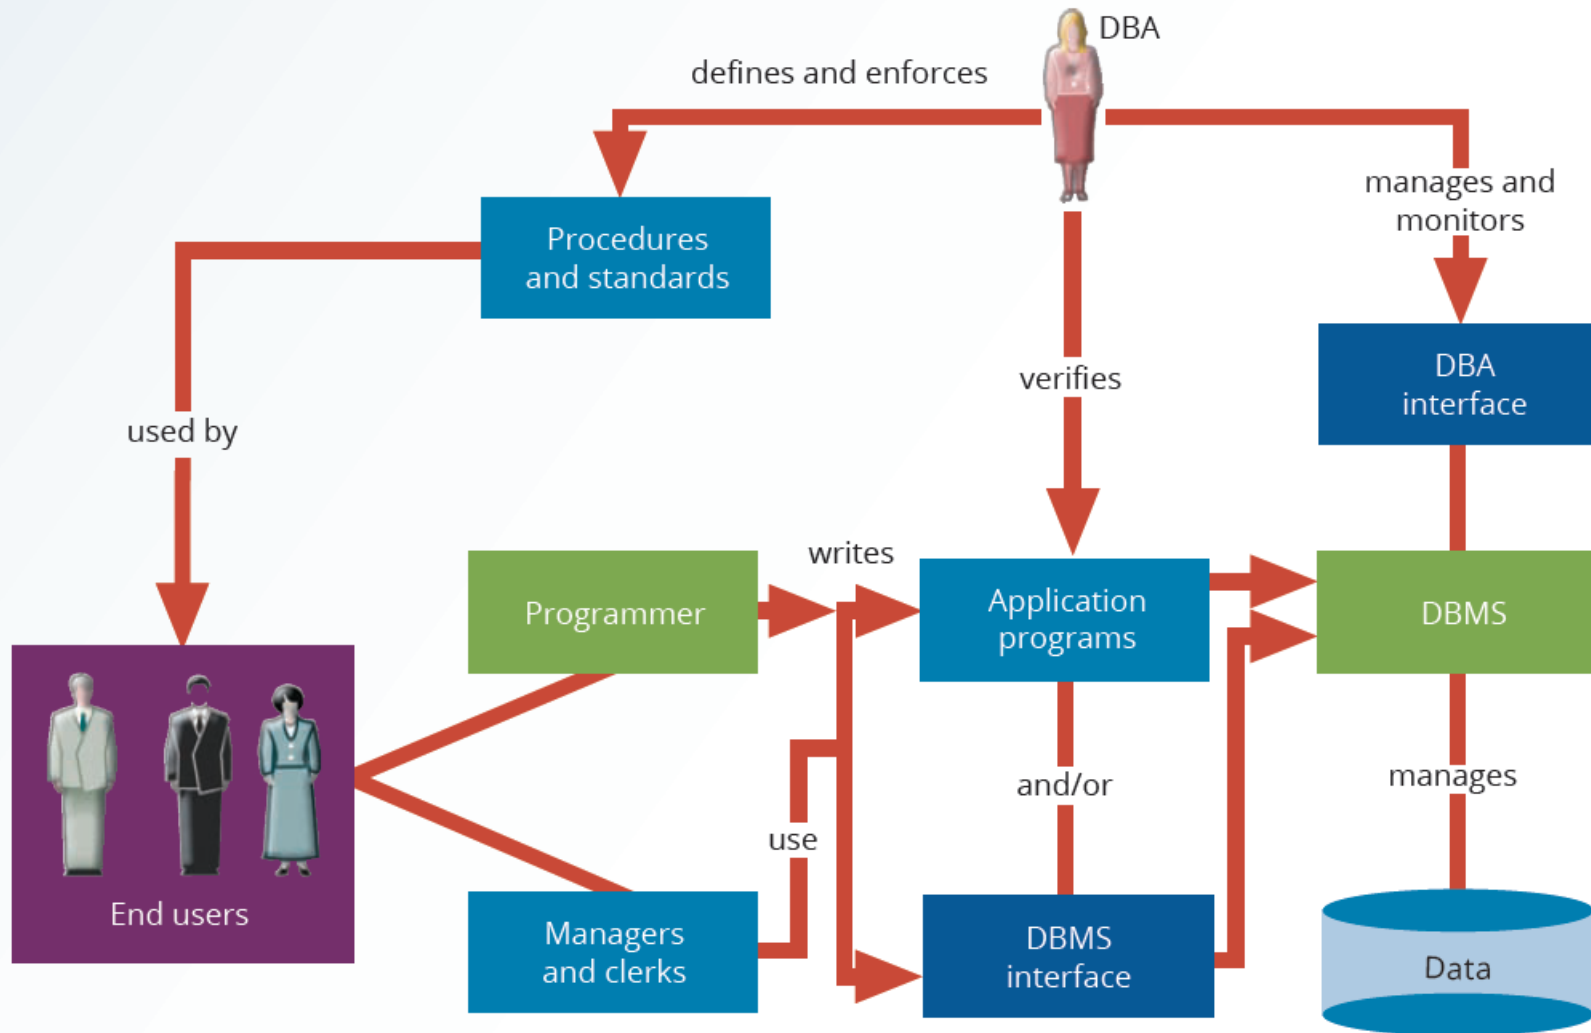 DBA
defines and enforces
manages and
monitors
Procedures
and standards
DBA
interface
verifies
used by
writes
Programmer
Application
programs
DBMS
and/or
manages
use
End users
Managers
and clerks
DBMS
interface
Data